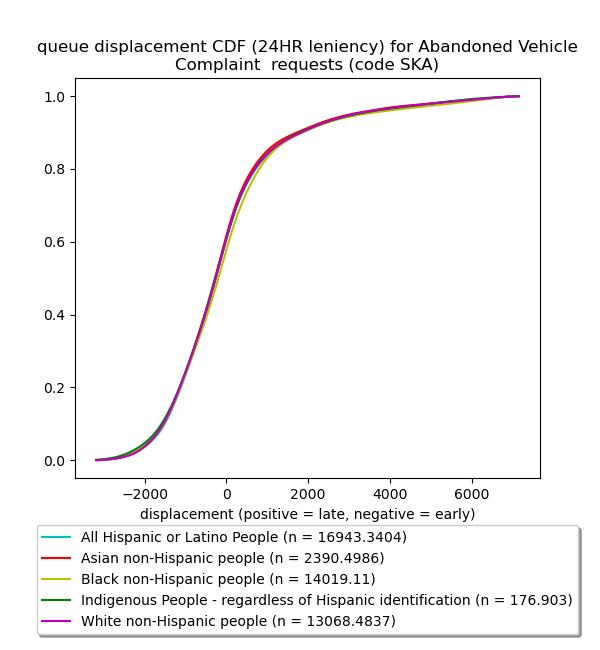 queue displacement CDF (24HR leniency) for Abandoned Vehicle
Complaint  requests (code SKA)
1.0
0.8
0.6
0.4
0.2
0.0
−2000 0 2000 4000 6000
displacement (positive = late, negative = early)
All Hispanic or Latino People (n = 16943.3404)
Asian non-Hispanic people (n = 2390.4986)
Black non-Hispanic people (n = 14019.11)
Indigenous People - regardless of Hispanic identification (n = 176.903)
White non-Hispanic people (n = 13068.4837)